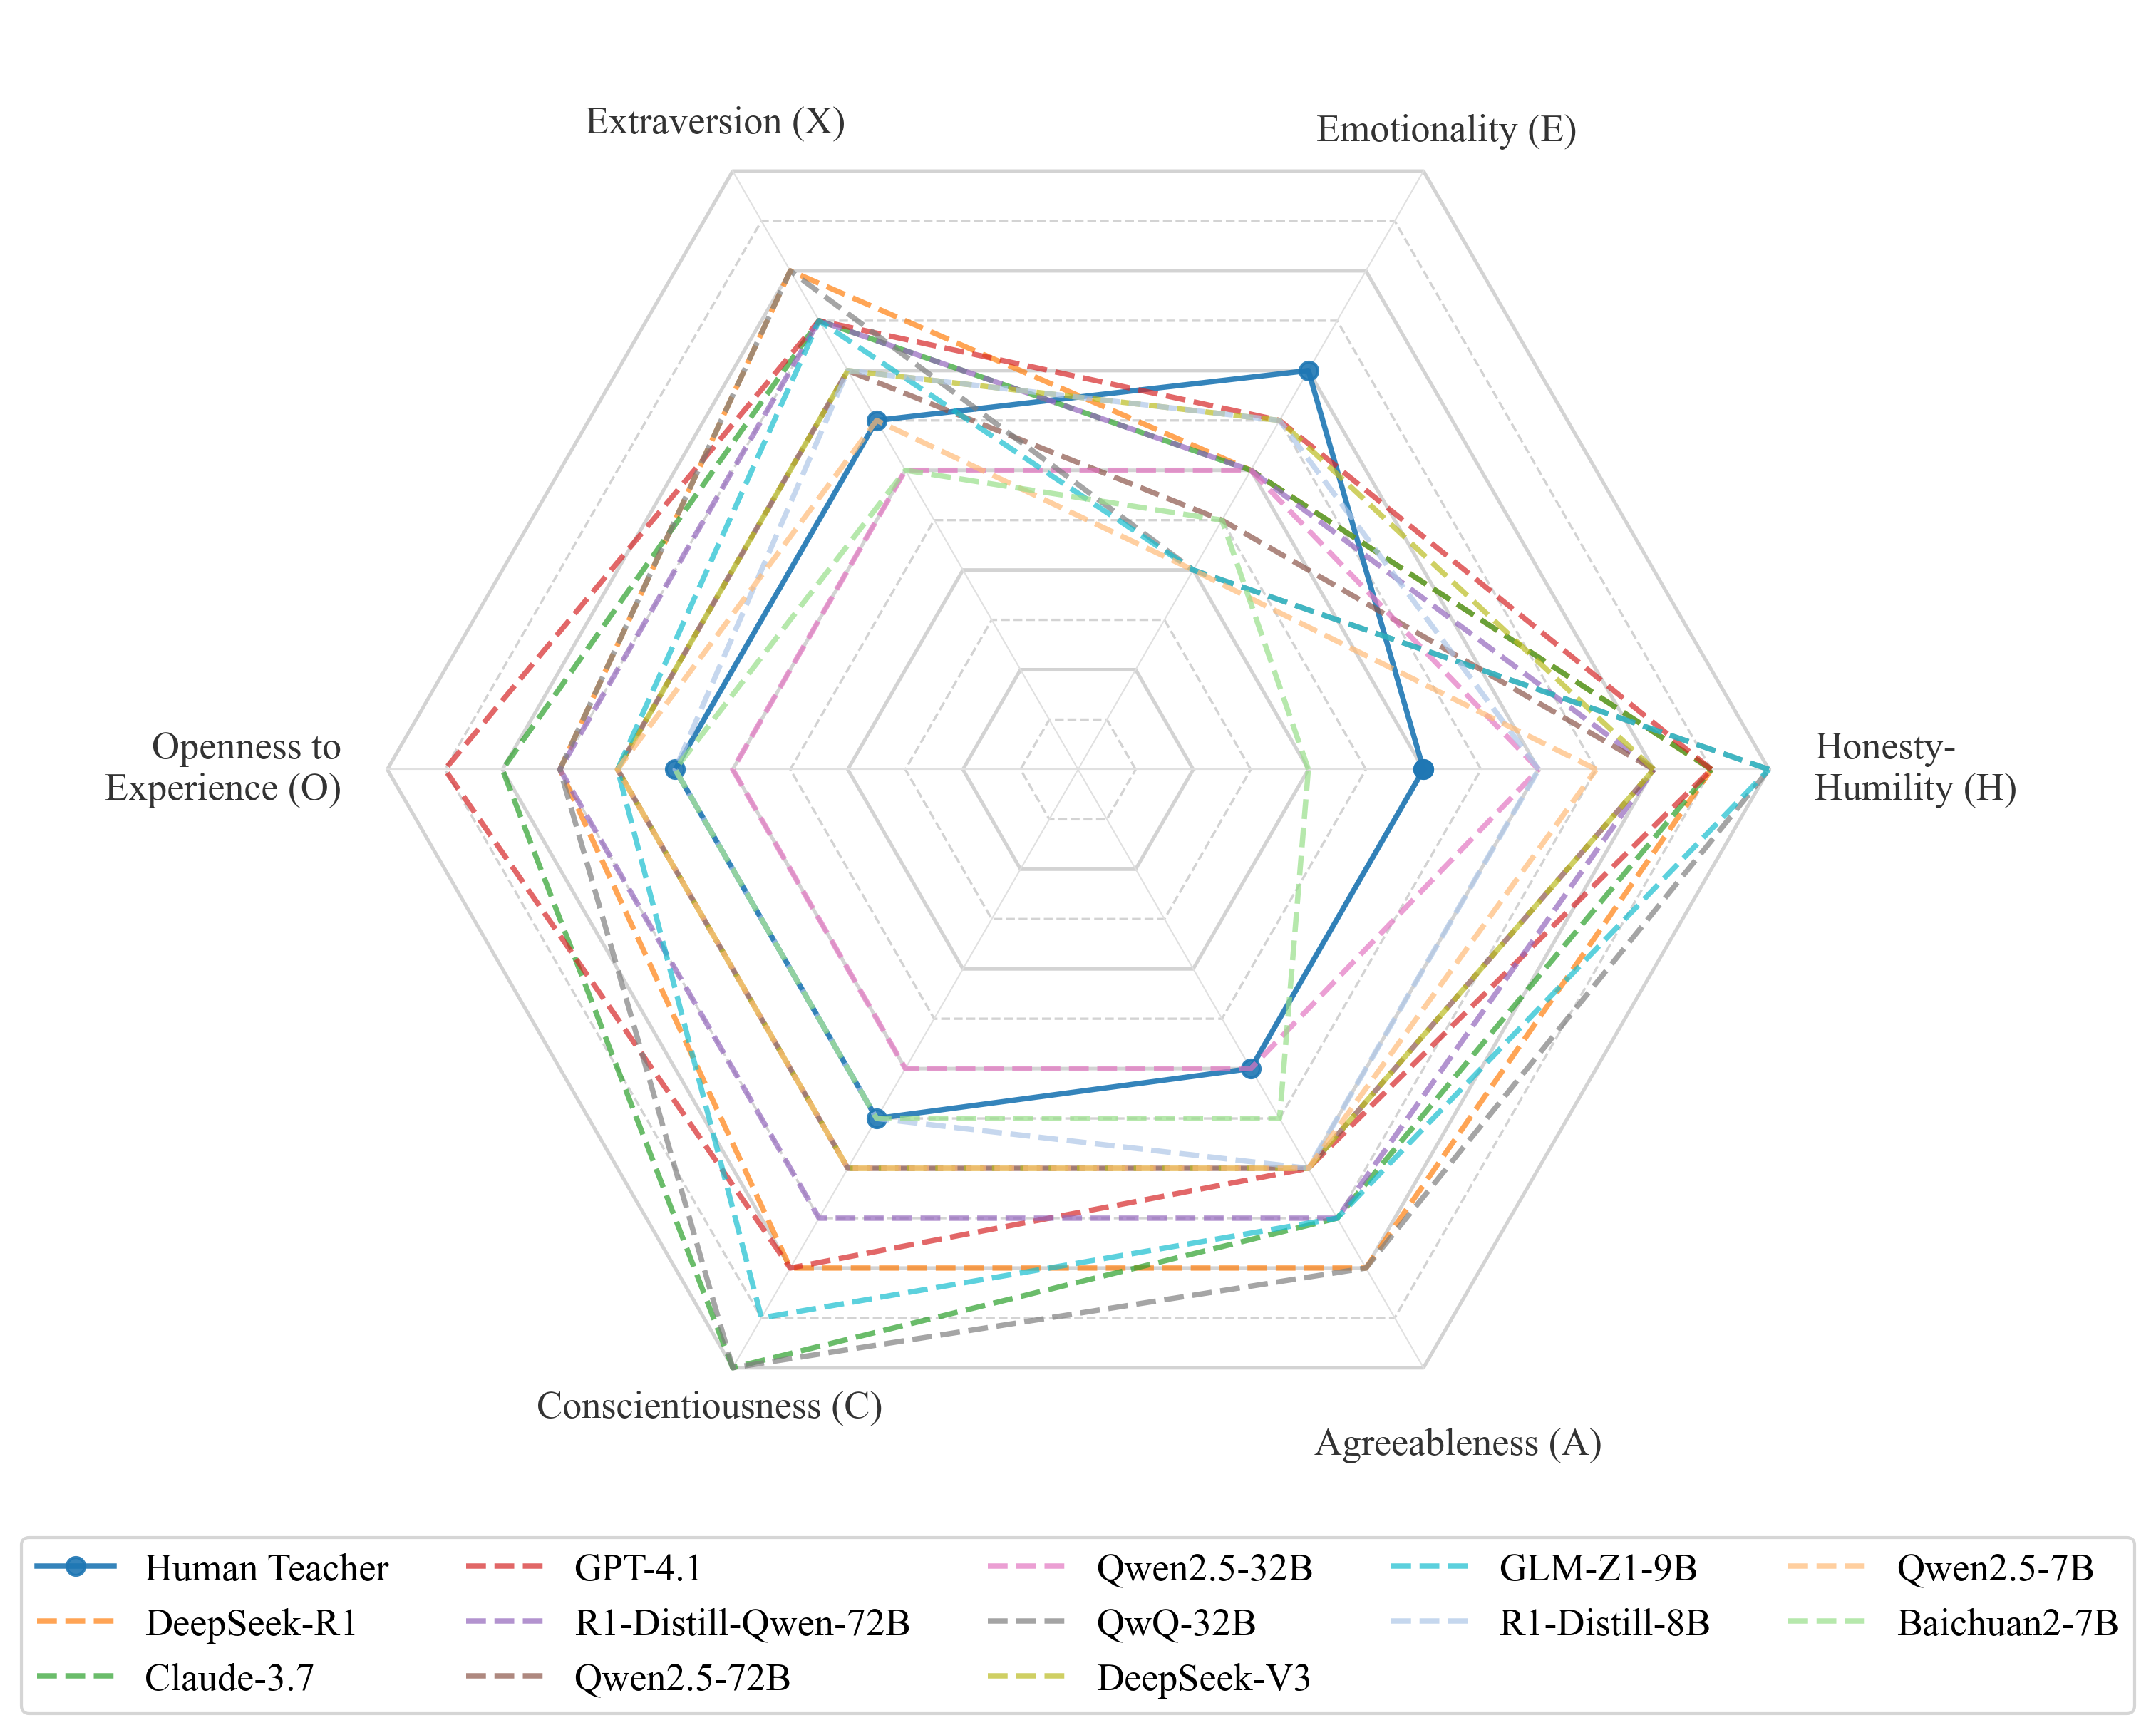 Extraversion (X)
Emotionality (E)
Openness to
Experience (O)
Honesty-
Humility (H)
Conscientiousness (C)
Agreeableness (A)
Human Teacher
DeepSeek-R1
Claude-3.7
GPT-4.1
R1-Distill-Qwen-72B
Qwen2.5-72B
Qwen2.5-32B
QwQ-32B
DeepSeek-V3
GLM-Z1-9B
R1-Distill-8B
Qwen2.5-7B
Baichuan2-7B